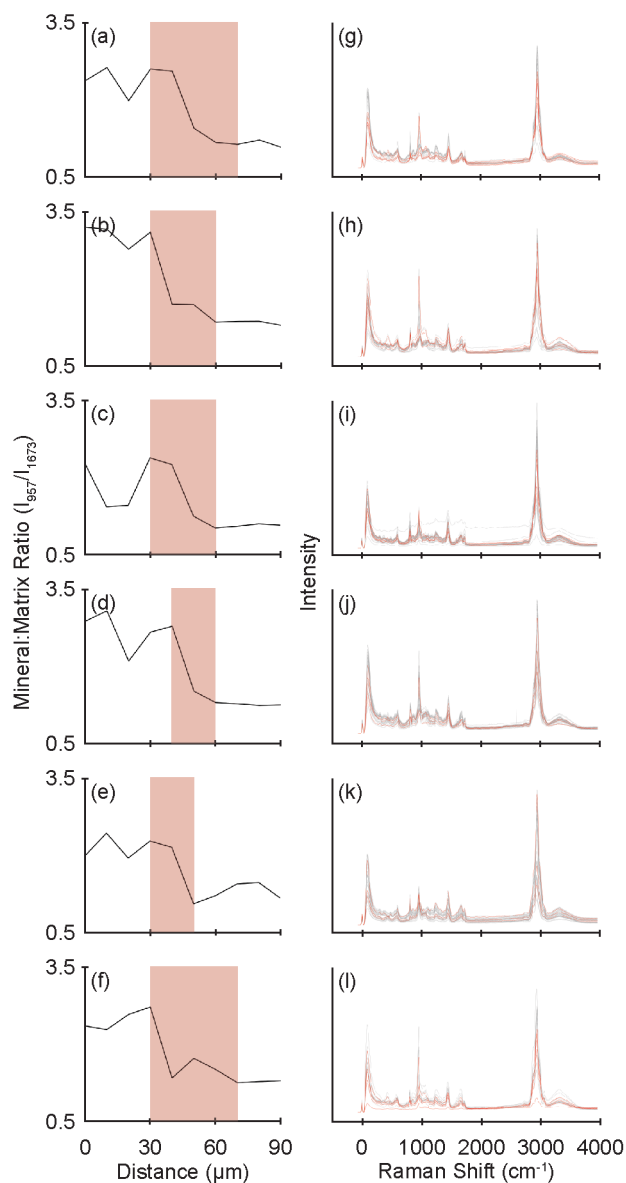 3.5
(a)
0.5
(g)
3.5
(b)
0.5
(h)
3.5
(c)
0.5
(i)
3.5
(d)
0.5
(j)
3.5
(e)
0.5
(k)
3.5
(f)
0.5
(l)
Mineral:Matrix Ratio (I957/I1673)
Intensity
0 30 60 90
Distance (µm)
0 1000 2000 3000 4000
Raman Shift (cm⁻¹)